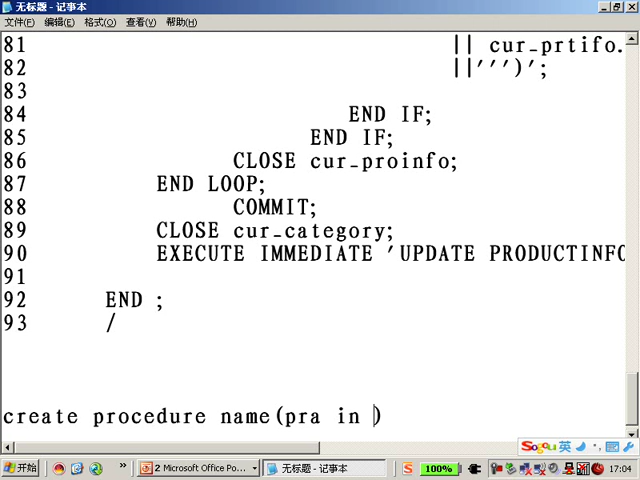 无标题 - 记事本
文件(F) 编辑(E) 格式(O) 查看(V) 帮助(H)
81 || cur_prtifo.
82 ||''')';
83
84 END IF;
85 END IF;
86 CLOSE cur_proinfo;
87 END LOOP;
88 COMMIT;
89 CLOSE cur_category;
90 EXECUTE IMMEDIATE 'UPDATE PRODUCTINFO
91
92 END ;
93 /
create procedure name(pra in )
Sogou 英
开始 » 2 Microsoft Office Po... 无标题 - 记事本 S 100% 17:04